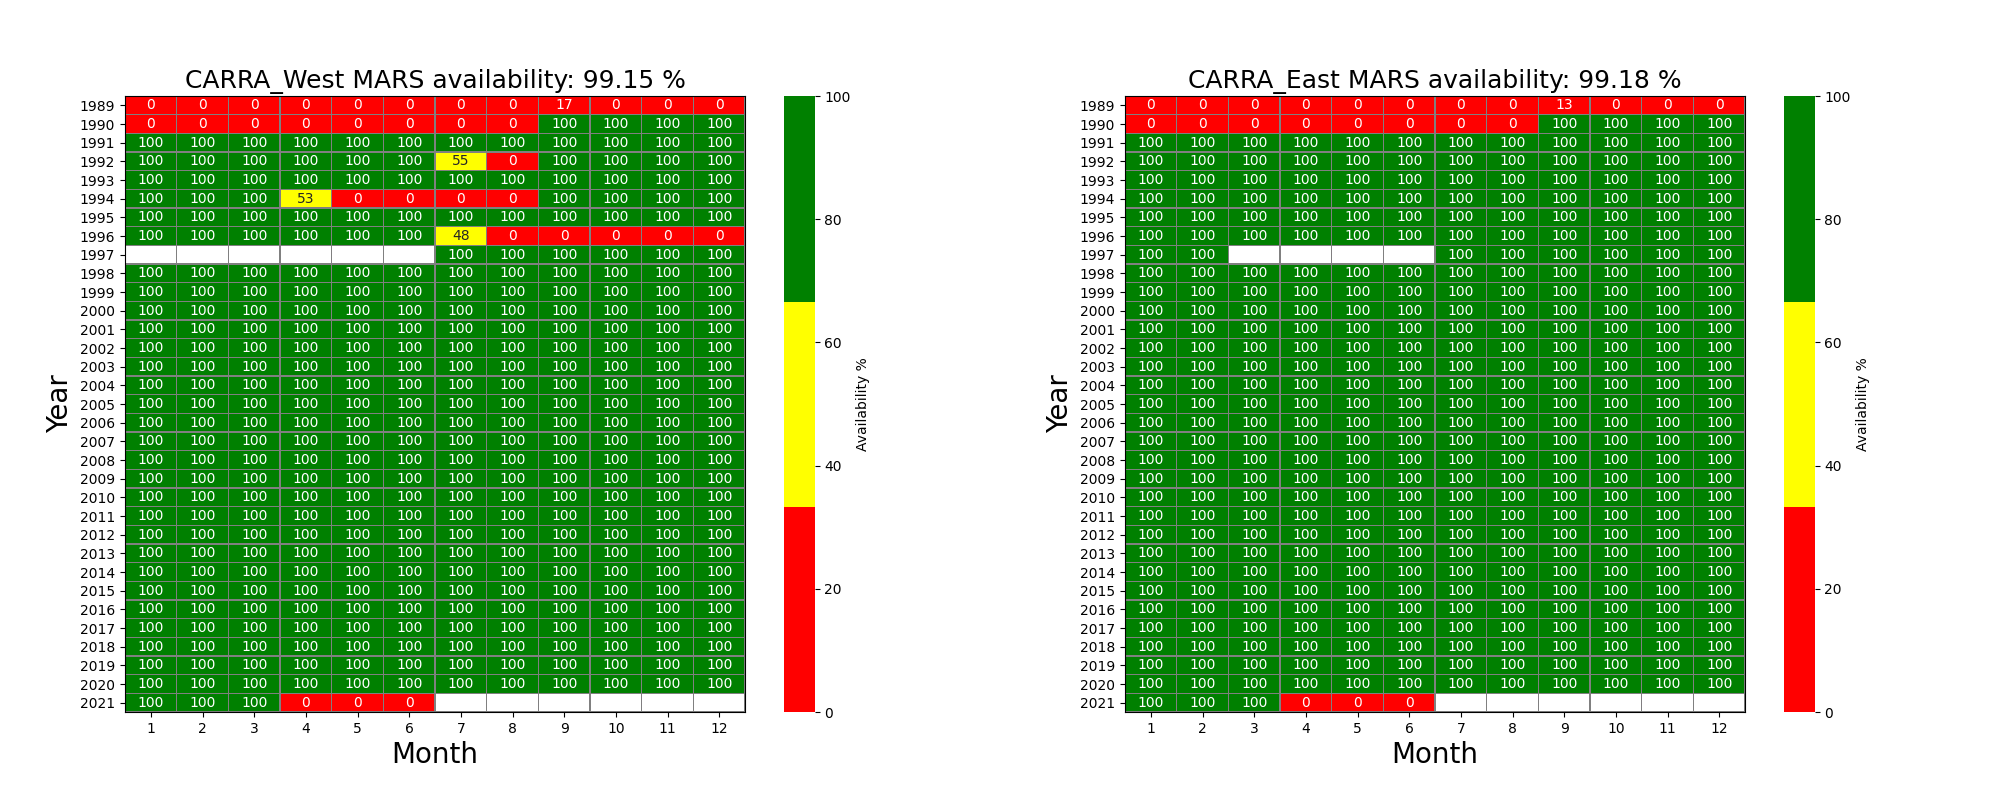 CARRA_West MARS availability: 99.15 %
1989 0 0 0 0 0 0 0 0 17 0 0 0
1990 0 0 0 0 0 0 0 0 100 100 100 100
1991 100 100 100 100 100 100 100 100 100 100 100 100
1992 100 100 100 100 100 100 55 0 100 100 100 100
1993 100 100 100 100 100 100 100 100 100 100 100 100
1994 100 100 100 53 0 0 0 0 100 100 100 100
1995 100 100 100 100 100 100 100 100 100 100 100 100
1996 100 100 100 100 100 100 48 0 0 0 0 0
1997 100 100 100 100 100 100
1998 100 100 100 100 100 100 100 100 100 100 100 100
1999 100 100 100 100 100 100 100 100 100 100 100 100
2000 100 100 100 100 100 100 100 100 100 100 100 100
2001 100 100 100 100 100 100 100 100 100 100 100 100
2002 100 100 100 100 100 100 100 100 100 100 100 100
2003 100 100 100 100 100 100 100 100 100 100 100 100
2004 100 100 100 100 100 100 100 100 100 100 100 100
2005 100 100 100 100 100 100 100 100 100 100 100 100
2006 100 100 100 100 100 100 100 100 100 100 100 100
2007 100 100 100 100 100 100 100 100 100 100 100 100
2008 100 100 100 100 100 100 100 100 100 100 100 100
2009 100 100 100 100 100 100 100 100 100 100 100 100
2010 100 100 100 100 100 100 100 100 100 100 100 100
2011 100 100 100 100 100 100 100 100 100 100 100 100
2012 100 100 100 100 100 100 100 100 100 100 100 100
2013 100 100 100 100 100 100 100 100 100 100 100 100
2014 100 100 100 100 100 100 100 100 100 100 100 100
2015 100 100 100 100 100 100 100 100 100 100 100 100
2016 100 100 100 100 100 100 100 100 100 100 100 100
2017 100 100 100 100 100 100 100 100 100 100 100 100
2018 100 100 100 100 100 100 100 100 100 100 100 100
2019 100 100 100 100 100 100 100 100 100 100 100 100
2020 100 100 100 100 100 100 100 100 100 100 100 100
2021 100 100 100 0 0 0
1 2 3 4 5 6 7 8 9 10 11 12
Month
Year
100
80
60
40
20
0
Availability %
CARRA_East MARS availability: 99.18 %
1989 0 0 0 0 0 0 0 0 13 0 0 0
1990 0 0 0 0 0 0 0 0 100 100 100 100
1991 100 100 100 100 100 100 100 100 100 100 100 100
1992 100 100 100 100 100 100 100 100 100 100 100 100
1993 100 100 100 100 100 100 100 100 100 100 100 100
1994 100 100 100 100 100 100 100 100 100 100 100 100
1995 100 100 100 100 100 100 100 100 100 100 100 100
1996 100 100 100 100 100 100 100 100 100 100 100 100
1997 100 100 100 100 100 100 100 100
1998 100 100 100 100 100 100 100 100 100 100 100 100
1999 100 100 100 100 100 100 100 100 100 100 100 100
2000 100 100 100 100 100 100 100 100 100 100 100 100
2001 100 100 100 100 100 100 100 100 100 100 100 100
2002 100 100 100 100 100 100 100 100 100 100 100 100
2003 100 100 100 100 100 100 100 100 100 100 100 100
2004 100 100 100 100 100 100 100 100 100 100 100 100
2005 100 100 100 100 100 100 100 100 100 100 100 100
2006 100 100 100 100 100 100 100 100 100 100 100 100
2007 100 100 100 100 100 100 100 100 100 100 100 100
2008 100 100 100 100 100 100 100 100 100 100 100 100
2009 100 100 100 100 100 100 100 100 100 100 100 100
2010 100 100 100 100 100 100 100 100 100 100 100 100
2011 100 100 100 100 100 100 100 100 100 100 100 100
2012 100 100 100 100 100 100 100 100 100 100 100 100
2013 100 100 100 100 100 100 100 100 100 100 100 100
2014 100 100 100 100 100 100 100 100 100 100 100 100
2015 100 100 100 100 100 100 100 100 100 100 100 100
2016 100 100 100 100 100 100 100 100 100 100 100 100
2017 100 100 100 100 100 100 100 100 100 100 100 100
2018 100 100 100 100 100 100 100 100 100 100 100 100
2019 100 100 100 100 100 100 100 100 100 100 100 100
2020 100 100 100 100 100 100 100 100 100 100 100 100
2021 100 100 100 0 0 0
1 2 3 4 5 6 7 8 9 10 11 12
Month
Year
100
80
60
40
20
0
Availability %